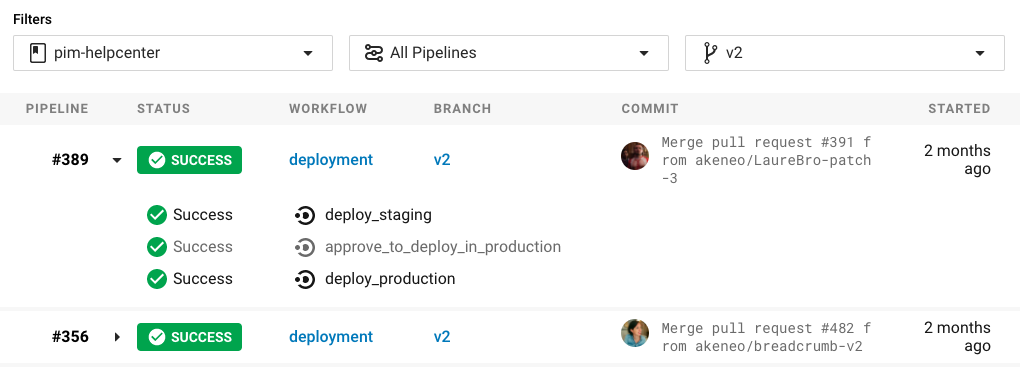 Filters
pim-helpcenter All Pipelines v2
PIPELINE STATUS WORKFLOW BRANCH COMMIT STARTED
#389 SUCCESS deployment v2 Merge pull request #391 f
rom akeneo/LaureBro-patch
-3 2 months
ago
Success deploy_staging
Success approve_to_deploy_in_production
Success deploy_production
#356 SUCCESS deployment v2 Merge pull request #482 f
rom akeneo/breadcrumb-v2 2 months
ago